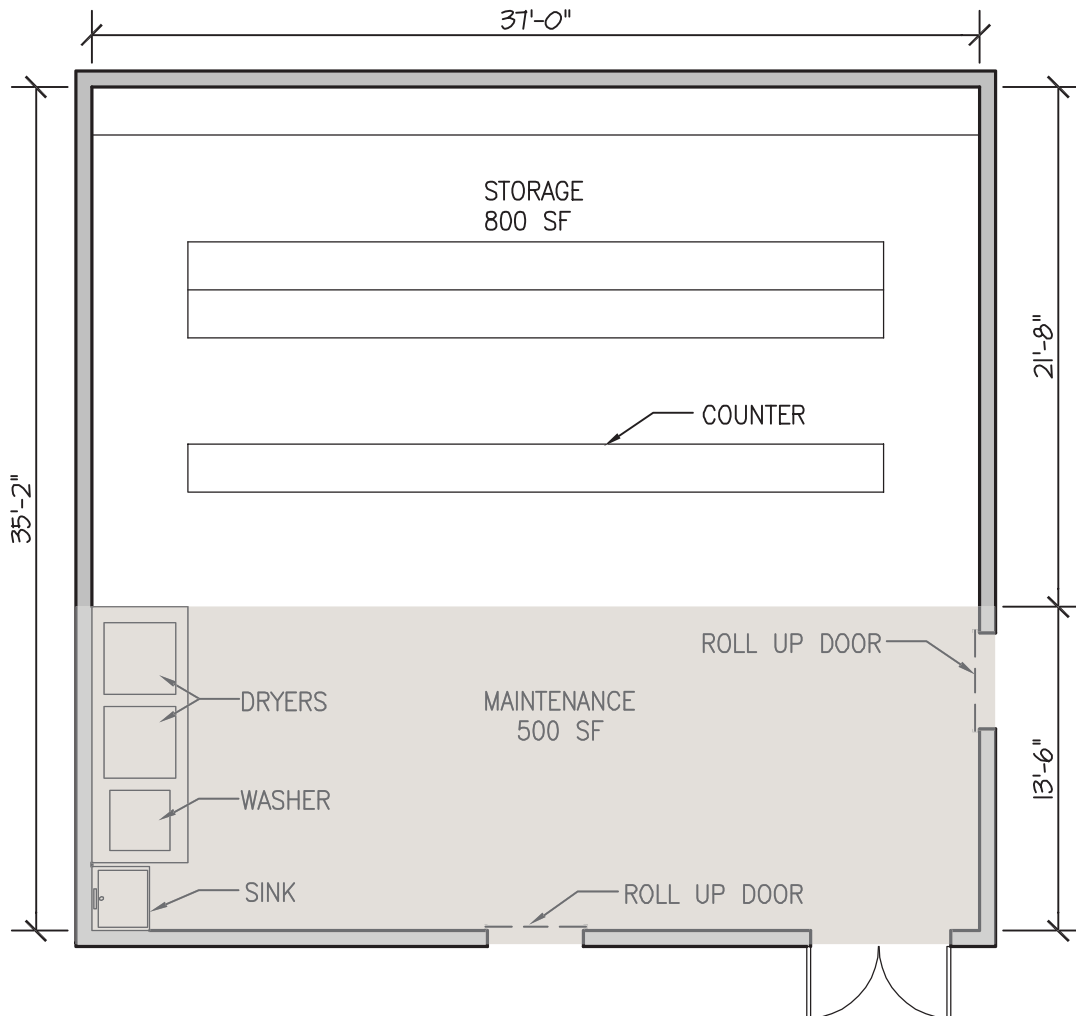 37'-0"
STORAGE
800 SF
21'-8"
COUNTER
35'-2"
ROLL UP DOOR
DRYERS
MAINTENANCE
500 SF
13'-6"
WASHER
SINK
ROLL UP DOOR